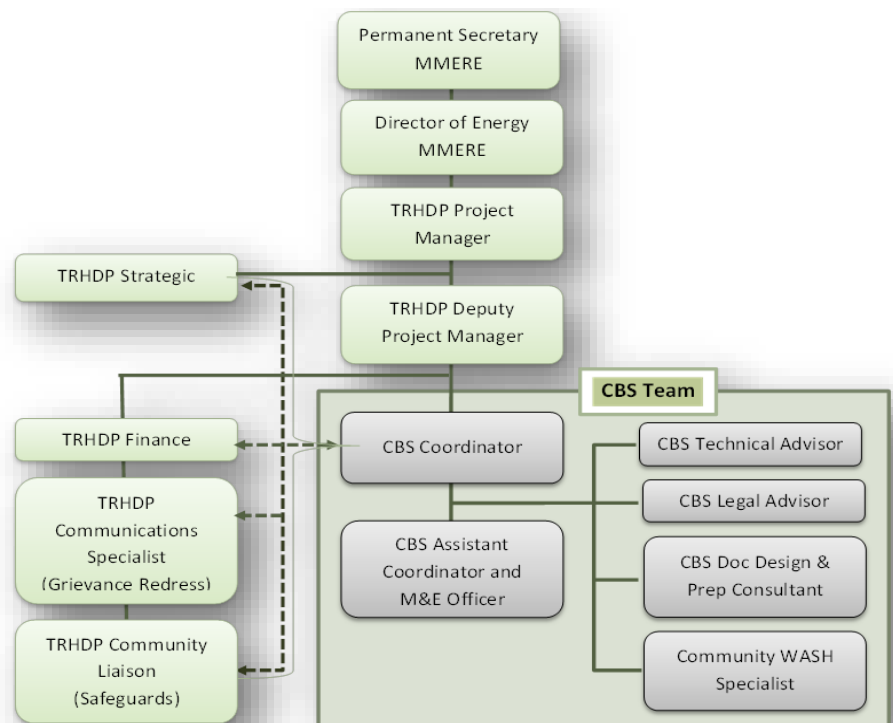 Permanent Secretary
MMERE
Director of Energy
MMERE
TRHDP Project
Manager
TRHDP Strategic
TRHDP Deputy
Project Manager
CBS Team
TRHDP Finance
CBS Coordinator
CBS Technical Advisor
CBS Legal Advisor
TRHDP
Communications
Specialist
(Grievance Redress)
CBS Assistant
Coordinator and
M&E Officer
CBS Doc Design &
Prep Consultant
TRHDP Community
Liaison
(Safeguards)
Community WASH
Specialist